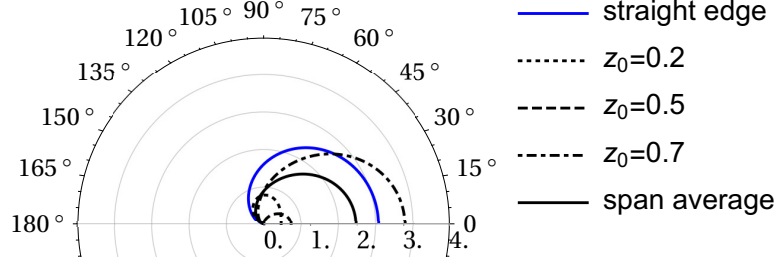 90 °
105 ° 75 °
120 ° 60 °
135 ° 45 °
150 ° 30 °
165 ° 15 °
180 ° 0
0. 1. 2. 3. 4.
straight edge
z₀=0.2
z₀=0.5
z₀=0.7
span average